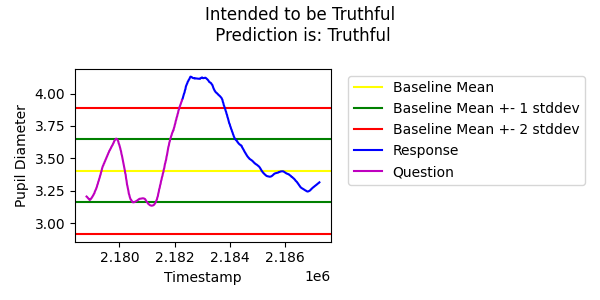 Intended to be Truthful
Prediction is: Truthful
4.00
3.75
3.50
3.25
3.00
Pupil Diameter
2.180
2.182
2.184
2.186
1e6
Timestamp
Baseline Mean
Baseline Mean +- 1 stddev
Baseline Mean +- 2 stddev
Response
Question